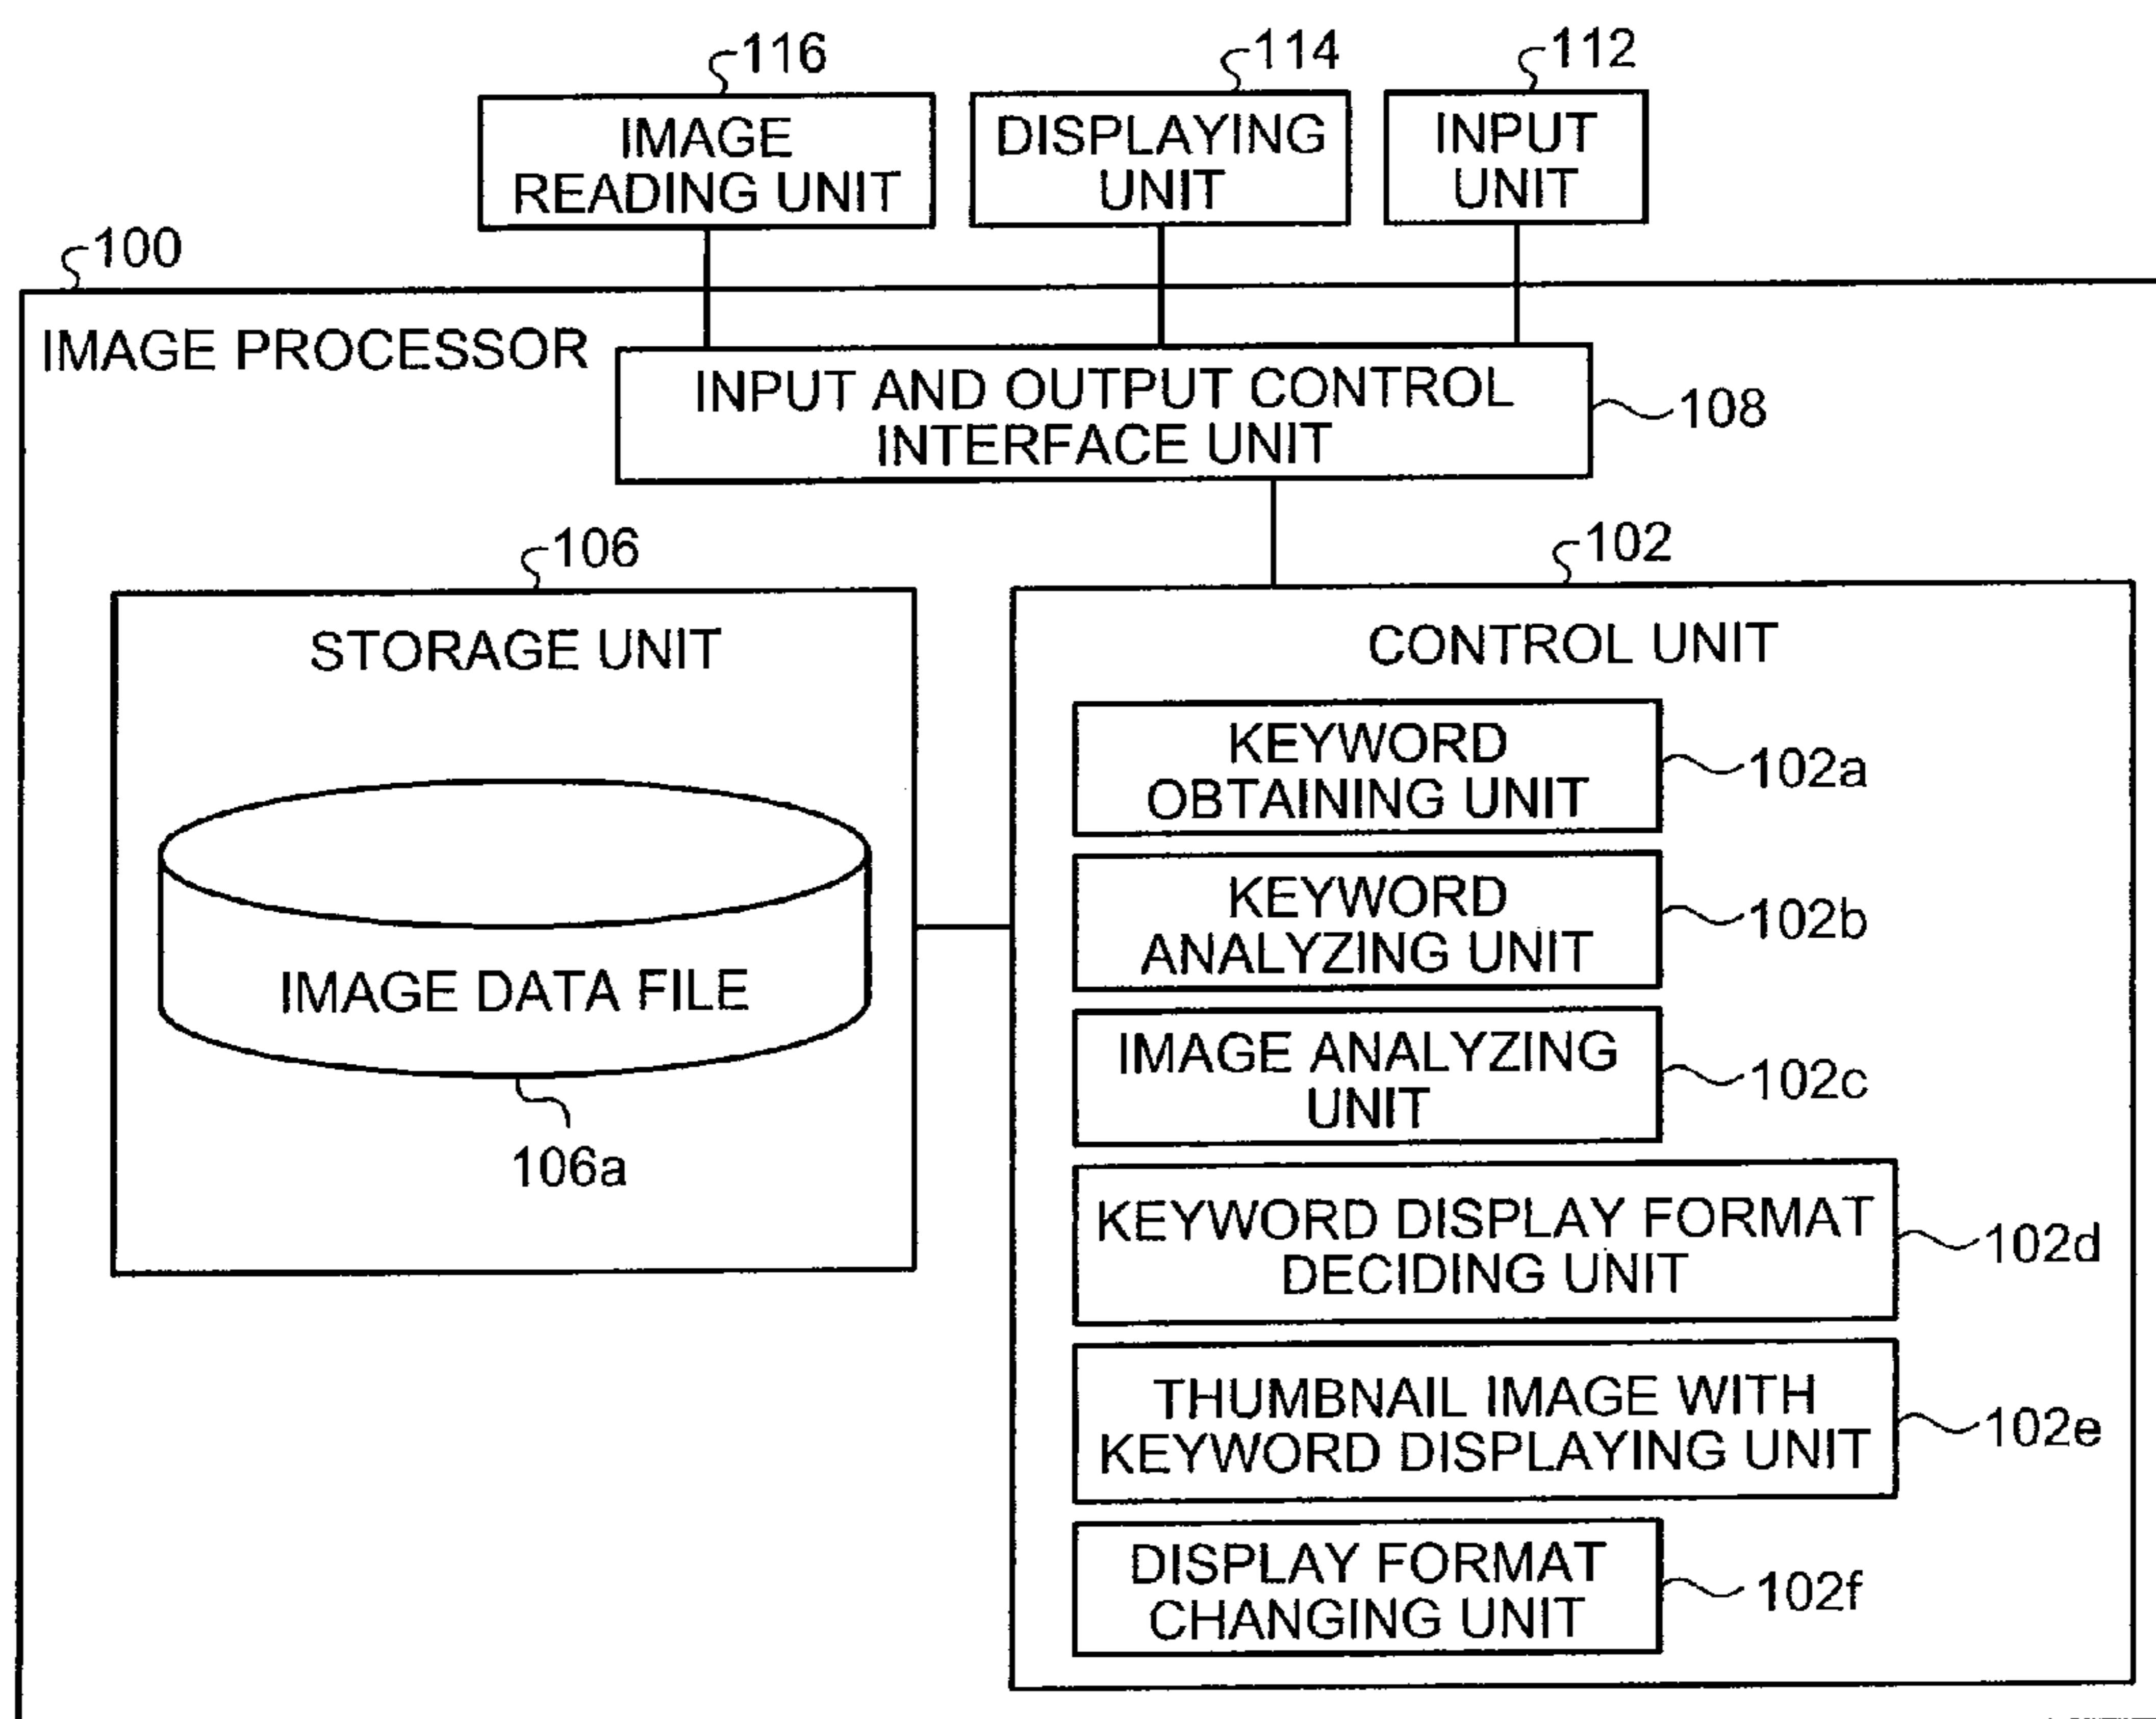 116
114
112
IMAGE
READING UNIT
DISPLAYING
UNIT
INPUT
UNIT
100
IMAGE PROCESSOR
INPUT AND OUTPUT CONTROL
INTERFACE UNIT
108
106
102
STORAGE UNIT
IMAGE DATA FILE
106a
CONTROL UNIT
KEYWORD
OBTAINING UNIT
102a
KEYWORD
ANALYZING UNIT
102b
IMAGE ANALYZING
UNIT
102c
KEYWORD DISPLAY FORMAT
DECIDING UNIT
102d
THUMBNAIL IMAGE WITH
KEYWORD DISPLAYING UNIT
102e
DISPLAY FORMAT
CHANGING UNIT
102f